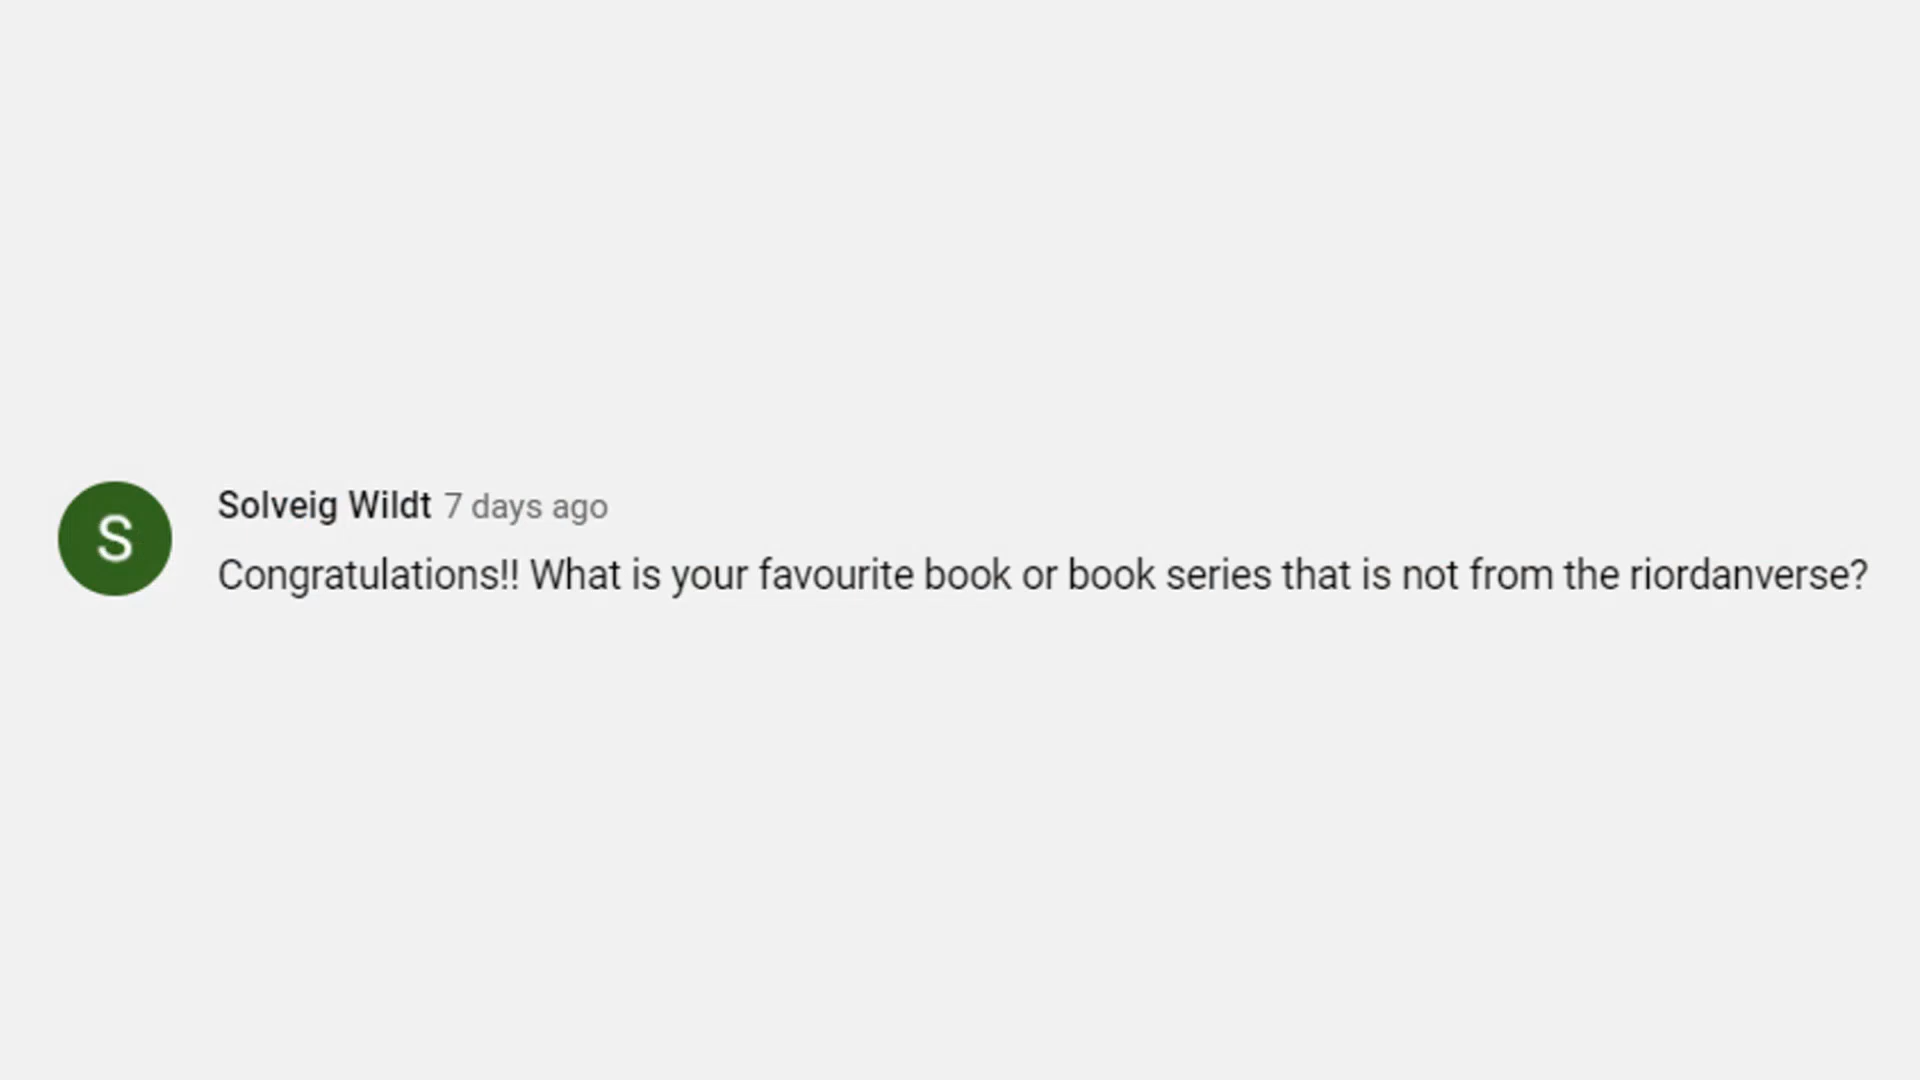 S
Solveig Wildt 7 days ago
Congratulations!! What is your favourite book or book series that is not from the riordanverse?